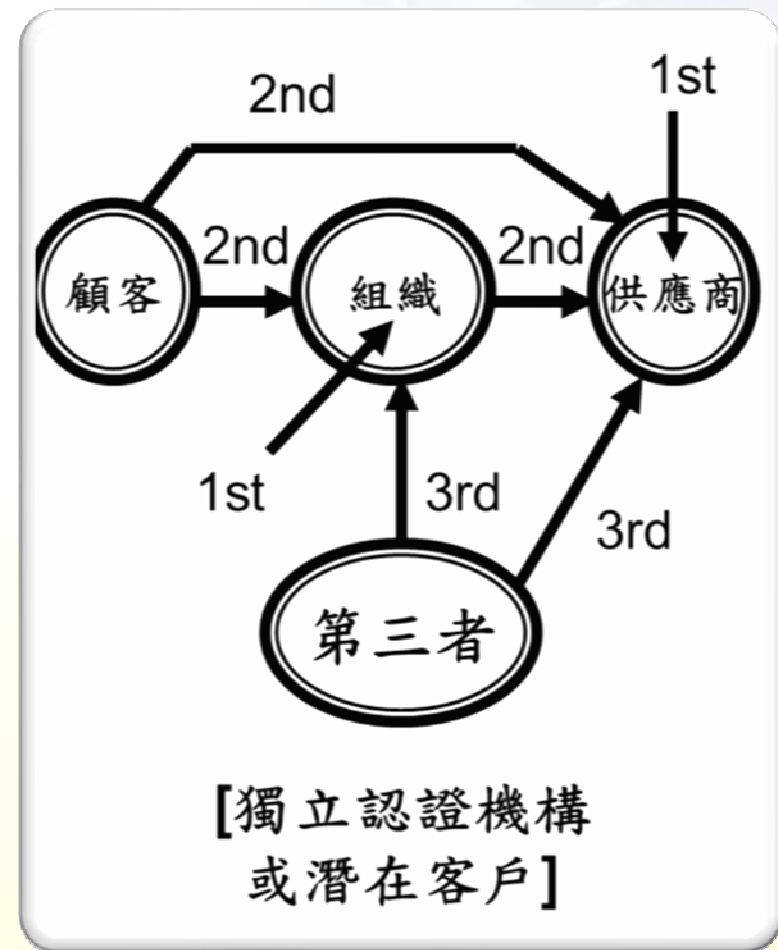 2nd
1st
2nd
2nd
顧客
組織
供應商
1st
3rd
3rd
第三者
[獨立認證機構
或潛在客戶]